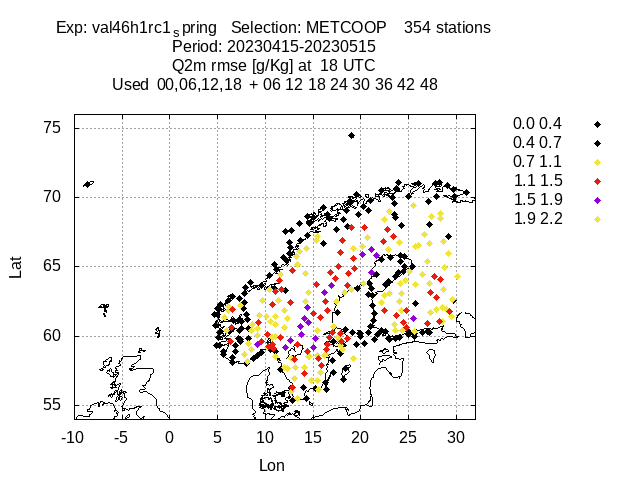 Exp: val46h1rc1spring   Selection: METCOOP    354 stations
Period: 20230415-20230515
Q2m rmse [g/Kg] at  18 UTC
Used  00,06,12,18  + 06 12 18 24 30 36 42 48
75
70
65
60
55
Lat
-10 -5 0 5 10 15 20 25 30
Lon
0.0 0.4
0.4 0.7
0.7 1.1
1.1 1.5
1.5 1.9
1.9 2.2